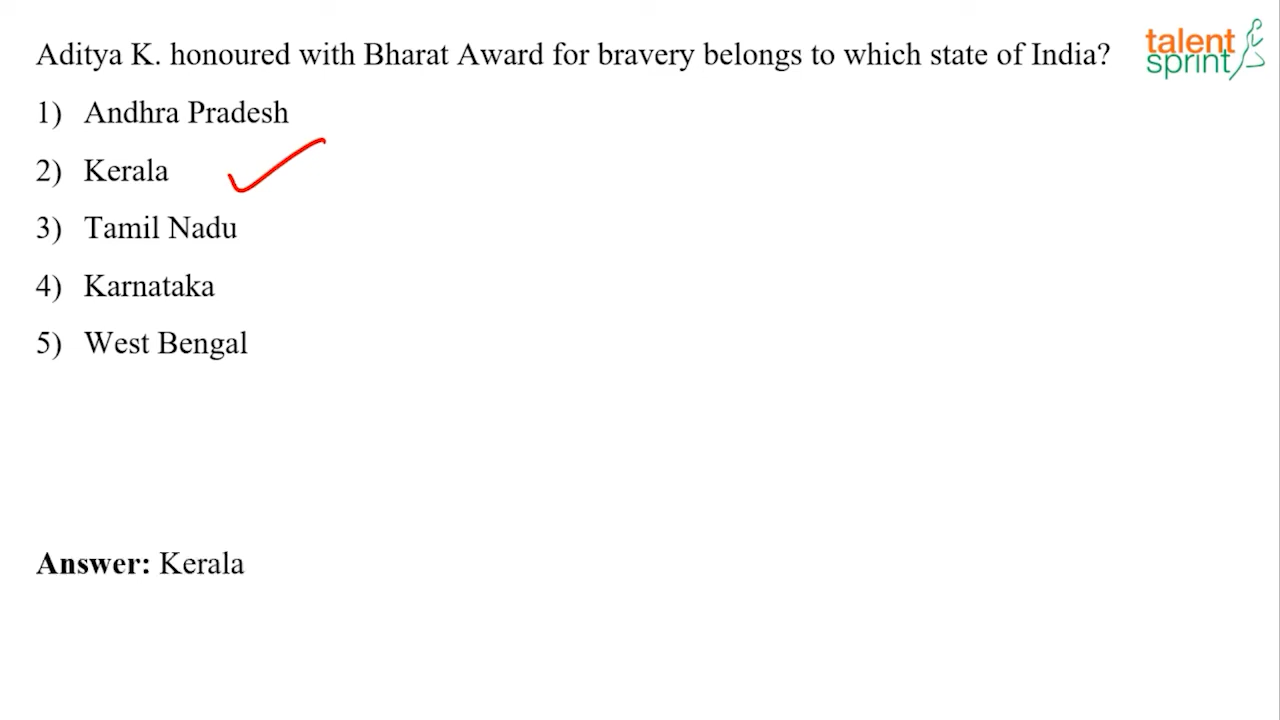 Aditya K. honoured with Bharat Award for bravery belongs to which state of India?
talent
sprint
1) Andhra Pradesh
2) Kerala
3) Tamil Nadu
4) Karnataka
5) West Bengal
Answer: Kerala